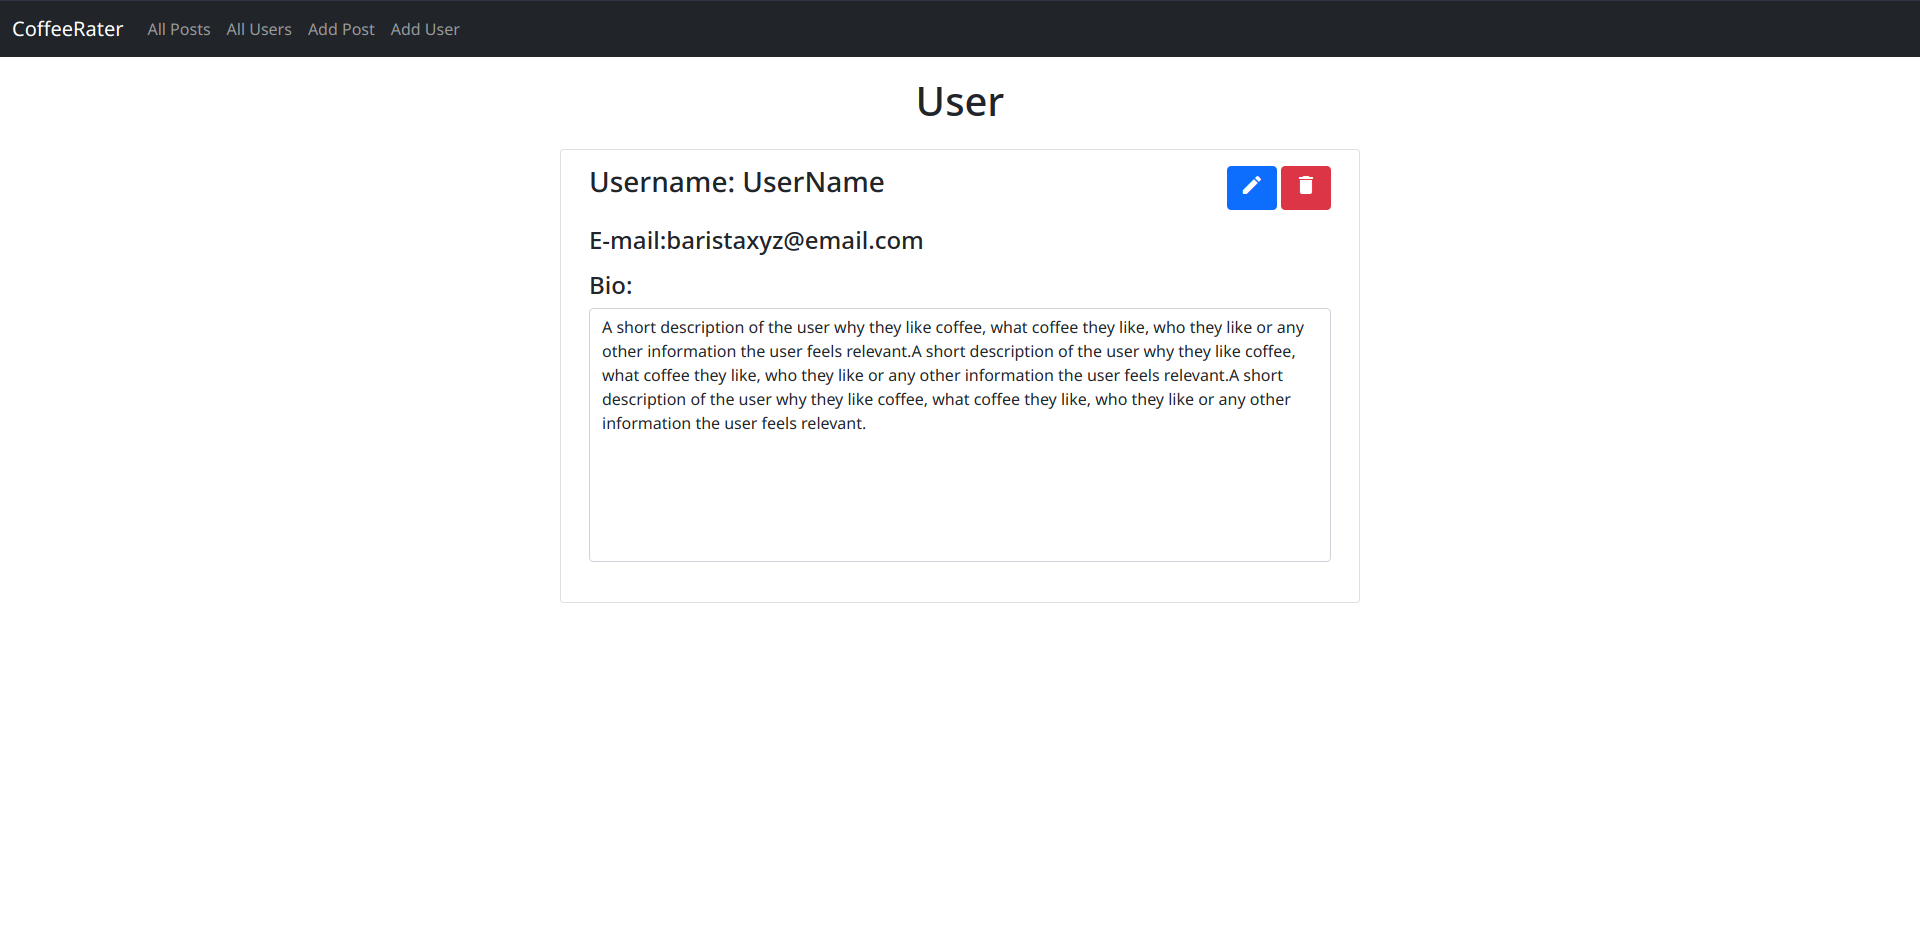 CoffeeRater All Posts All Users Add Post Add User
User
Username: UserName
E-mail:baristaxyz@email.com
Bio:
A short description of the user why they like coffee, what coffee they like, who they like or any
other information the user feels relevant.A short description of the user why they like coffee,
what coffee they like, who they like or any other information the user feels relevant.A short
description of the user why they like coffee, what coffee they like, who they like or any other
information the user feels relevant.